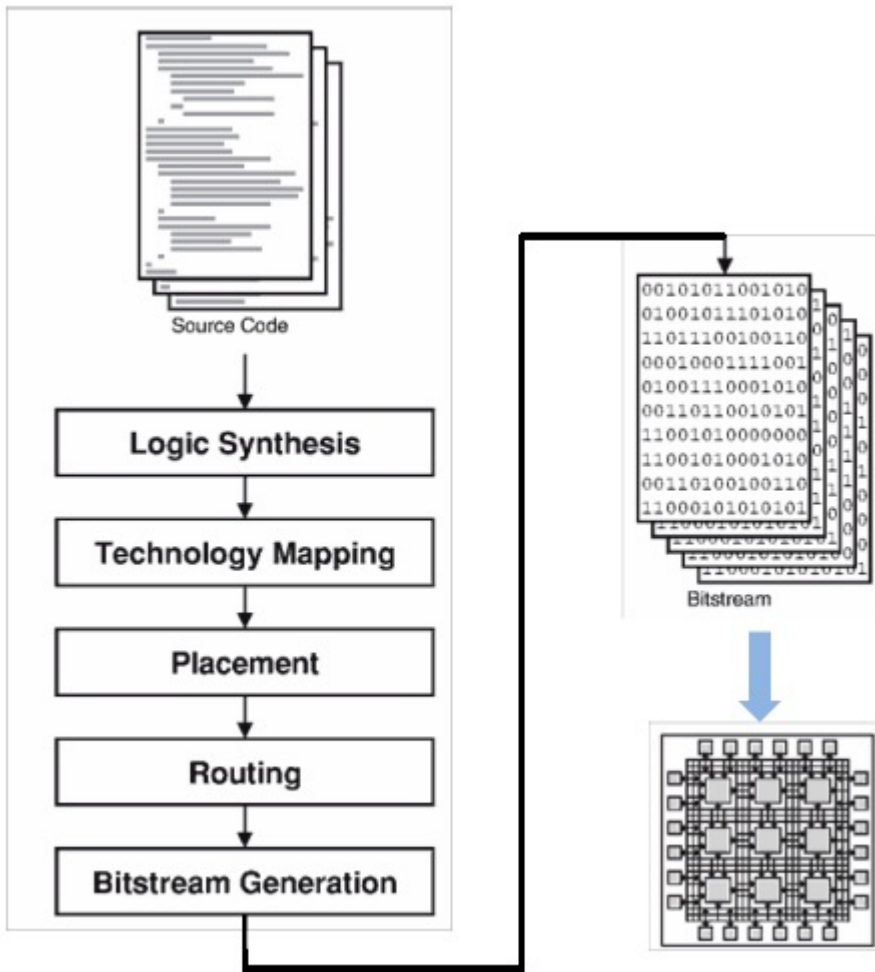 Source Code
Logic Synthesis
Technology Mapping
Placement
Routing
Bitstream Generation
00101011001010
01001011101010
11011100100110
00010001111001
01001110001010
00110110010101
11001010000000
11001010001010
00110100100110
11000101010101
Bitstream